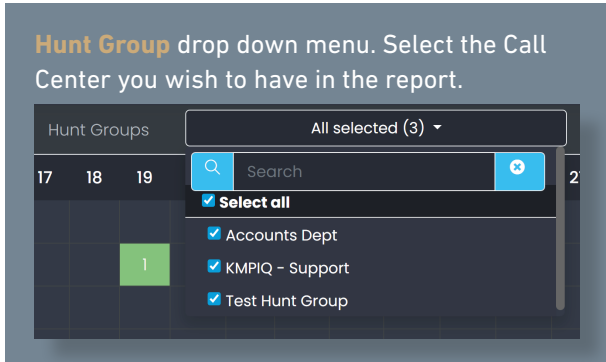 Hunt Group drop down menu. Select the Call
Center you wish to have in the report.
Hunt Groups All selected (3)
17 18 19
Search
Select all
Accounts Dept
1
KMPIQ - Support
Test Hunt Group